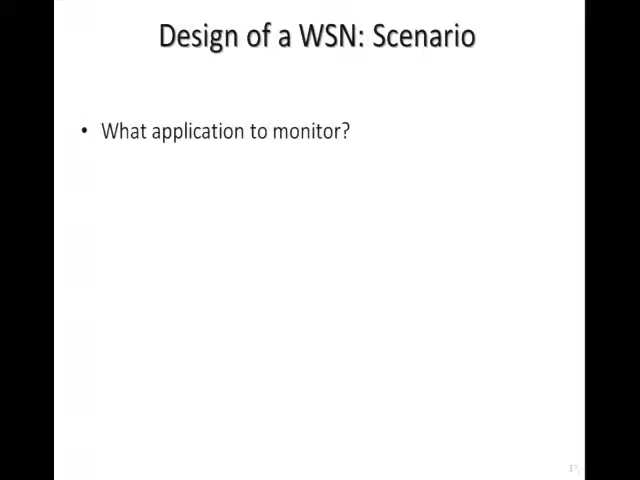 Design of a WSN: Scenario
• What application to monitor?